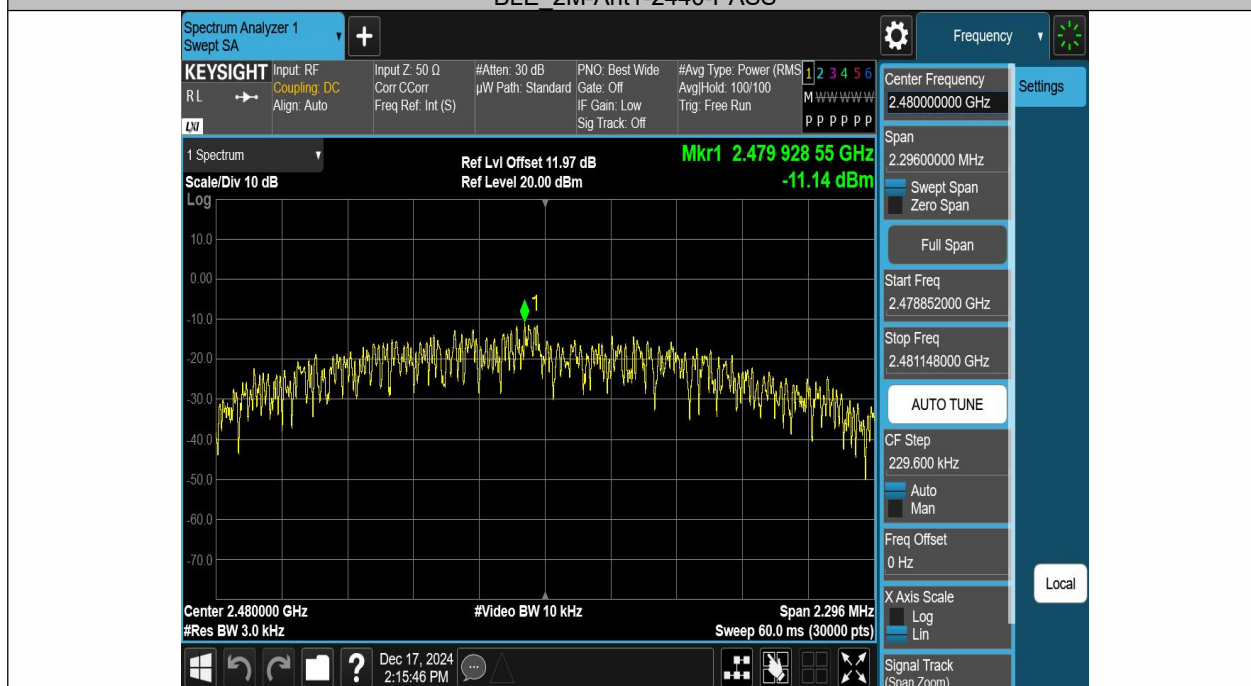 BLE_2M-Ant1-2440-PASS
Spectrum Analyzer 1
Swept SA
Frequency
KEYSIGHT
RL
LXI
Input: RF
Coupling: DC
Align: Auto
Input Z: 50 Ω
Corr CCorr
Freq Ref: Int (S)
#Atten: 30 dB
µW Path: Standard
PNO: Best Wide
Gate: Off
IF Gain: Low
Sig Track: Off
#Avg Type: Power (RMS
Avg|Hold: 100/100
Trig: Free Run
1 2 3 4 5 6
M W W W W W
P P P P P P
1 Spectrum
Scale/Div 10 dB
Log
Ref Lvl Offset 11.97 dB
Ref Level 20.00 dBm
Mkr1 2.479 928 55 GHz
-11.14 dBm
10.0
0.00
-10.0
-20.0
-30.0
-40.0
-50.0
-60.0
-70.0
1
Center 2.480000 GHz
#Res BW 3.0 kHz
#Video BW 10 kHz
Span 2.296 MHz
Sweep 60.0 ms (30000 pts)
Dec 17, 2024
2:15:46 PM
Center Frequency
2.480000000 GHz
Settings
Span
2.29600000 MHz
Swept Span
Zero Span
Full Span
Start Freq
2.478852000 GHz
Stop Freq
2.481148000 GHz
AUTO TUNE
CF Step
229.600 kHz
Auto
Man
Freq Offset
0 Hz
X Axis Scale
Log
Lin
Local
Signal Track
(Span Zoom)